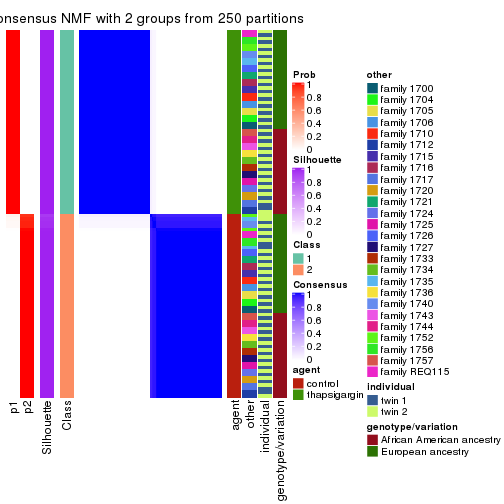 onsensus NMF with 2 groups from 250 partitions
p1
p2
Silhouette
Class
agent
other
individual
genotype/variation
Prob
1
0.8
0.6
0.4
0.2
0
Silhouette
1
0.8
0.6
0.4
0.2
0
Class
1
2
Consensus
1
0.8
0.6
0.4
0.2
0
agent
control
thapsigargin
other
family 1700
family 1704
family 1705
family 1706
family 1710
family 1712
family 1715
family 1716
family 1717
family 1720
family 1721
family 1724
family 1725
family 1726
family 1727
family 1733
family 1734
family 1735
family 1736
family 1740
family 1743
family 1744
family 1752
family 1756
family 1757
family REQ115
individual
twin 1
twin 2
genotype/variation
African American ancestry
European ancestry